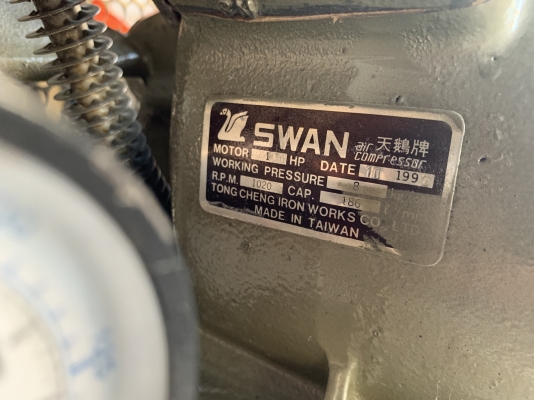 SWAN air compressor 天鵝牌
MOTOR 1 HP DATE 11 199
WORKING PRESSURE 8
R.P.M. 1020 CAP. 186
TONG CHENG IRON WORKS CO. LTD.
MADE IN TAIWAN